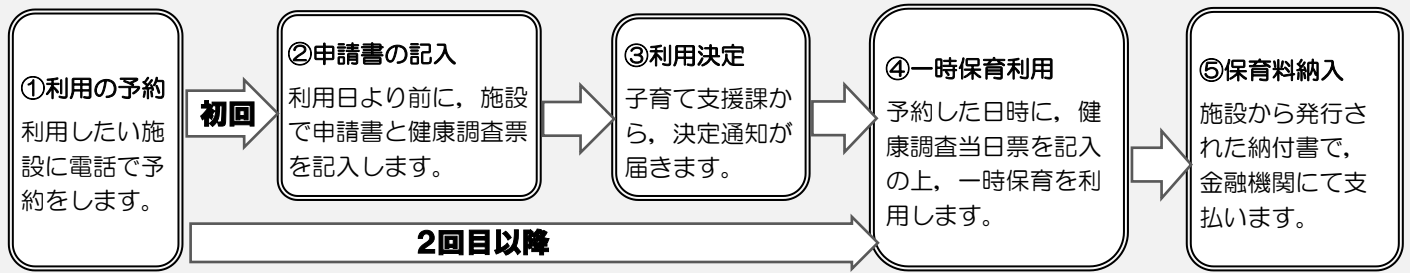 ①利用の予約
利用したい施
設に電話で予
約をします。
初回
②申請書の記入
利用日より前に，施設
で申請書と健康調査票
を記入します。
③利用決定
子育て支援課か
ら，決定通知が
届きます。
2回目以降
④一時保育利用
予約した日時に，健
康調査当日票を記入
の上，一時保育を利
用します。
⑤保育料納入
施設から発行さ
れた納付書で，
金融機関にて支
払います。